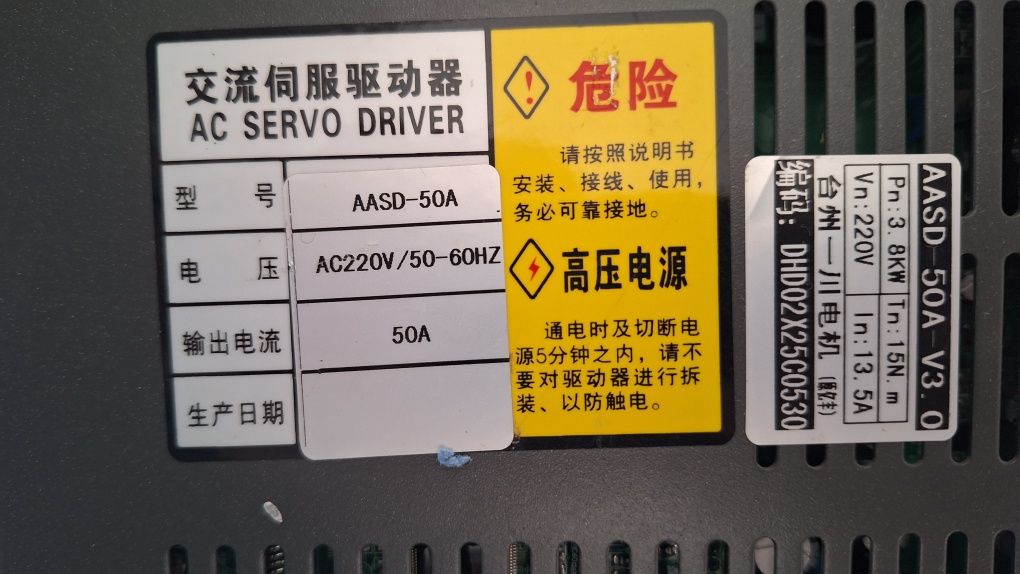 交流伺服驱动器
AC SERVO DRIVER
型 号 AASD-50A
电 压 AC220V/50-60HZ
输出电流 50A
生产日期
危险
请按照说明书
安装、接线、使用,
务必可靠接地。
高压电源
通电时及切断电
源5分钟之内,请不
要对驱动器进行拆
装、以防触电。
AASD-50A-V3.0
Pn:3.8KW Tn:15N.m
Vn:220V In:13.5A
台州一川电机
编码: DHD02X25C0530